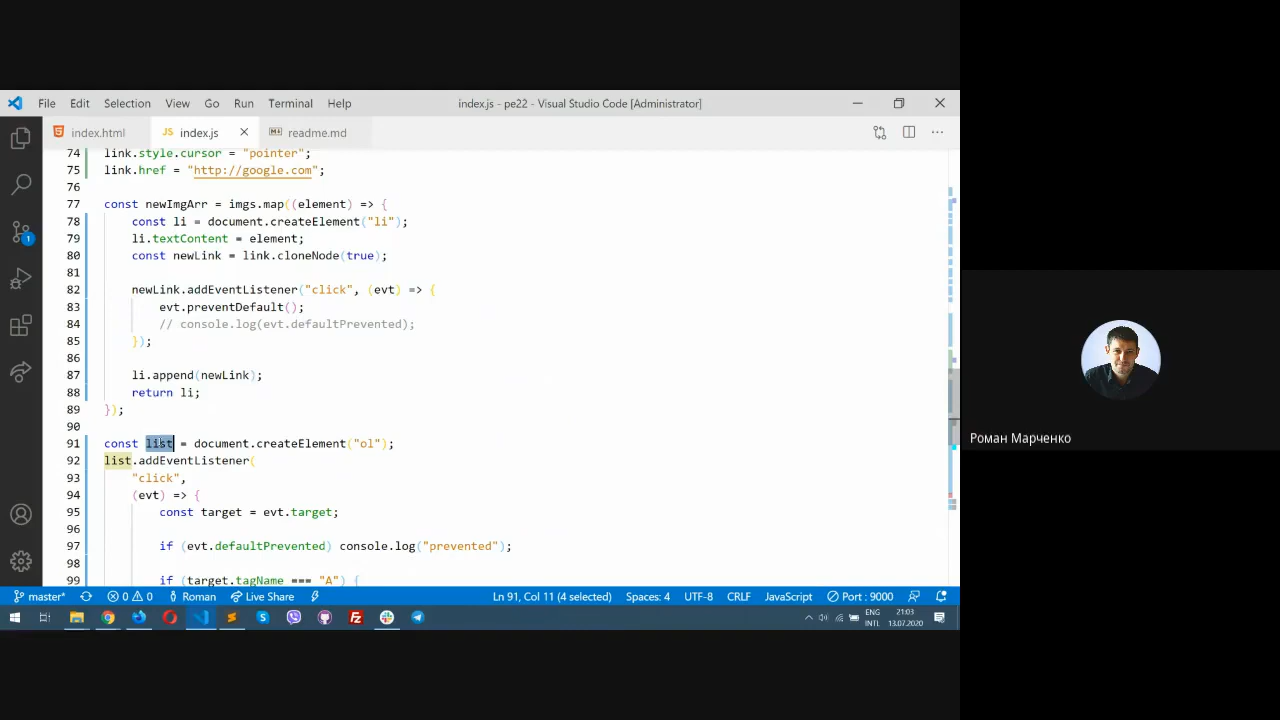 File Edit Selection View Go Run Terminal Help
index.js - pe22 - Visual Studio Code [Administrator]
index.html
JS index.js
readme.md
74 link.style.cursor = "pointer";
75 link.href = "http://google.com";
76
77 const newImgArr = imgs.map((element) => {
78 const li = document.createElement("li");
79 li.textContent = element;
80 const newLink = link.cloneNode(true);
81
82 newLink.addEventListener("click", (evt) => {
83 evt.preventDefault();
84 // console.log(evt.defaultPrevented);
85 });
86
87 li.append(newLink);
88 return li;
89 });
90
91 const list = document.createElement("ol");
92 list.addEventListener(
93 "click",
94 (evt) => {
95 const target = evt.target;
96
97 if (evt.defaultPrevented) console.log("prevented");
98
99 if (target.tagName === "A") {
Роман Марченко
1
master* 0 0 Roman Live Share Ln 91, Col 11 (4 selected) Spaces: 4 UTF-8 CRLF JavaScript Port : 9000
ENG
INTL
21:03
13.07.2020